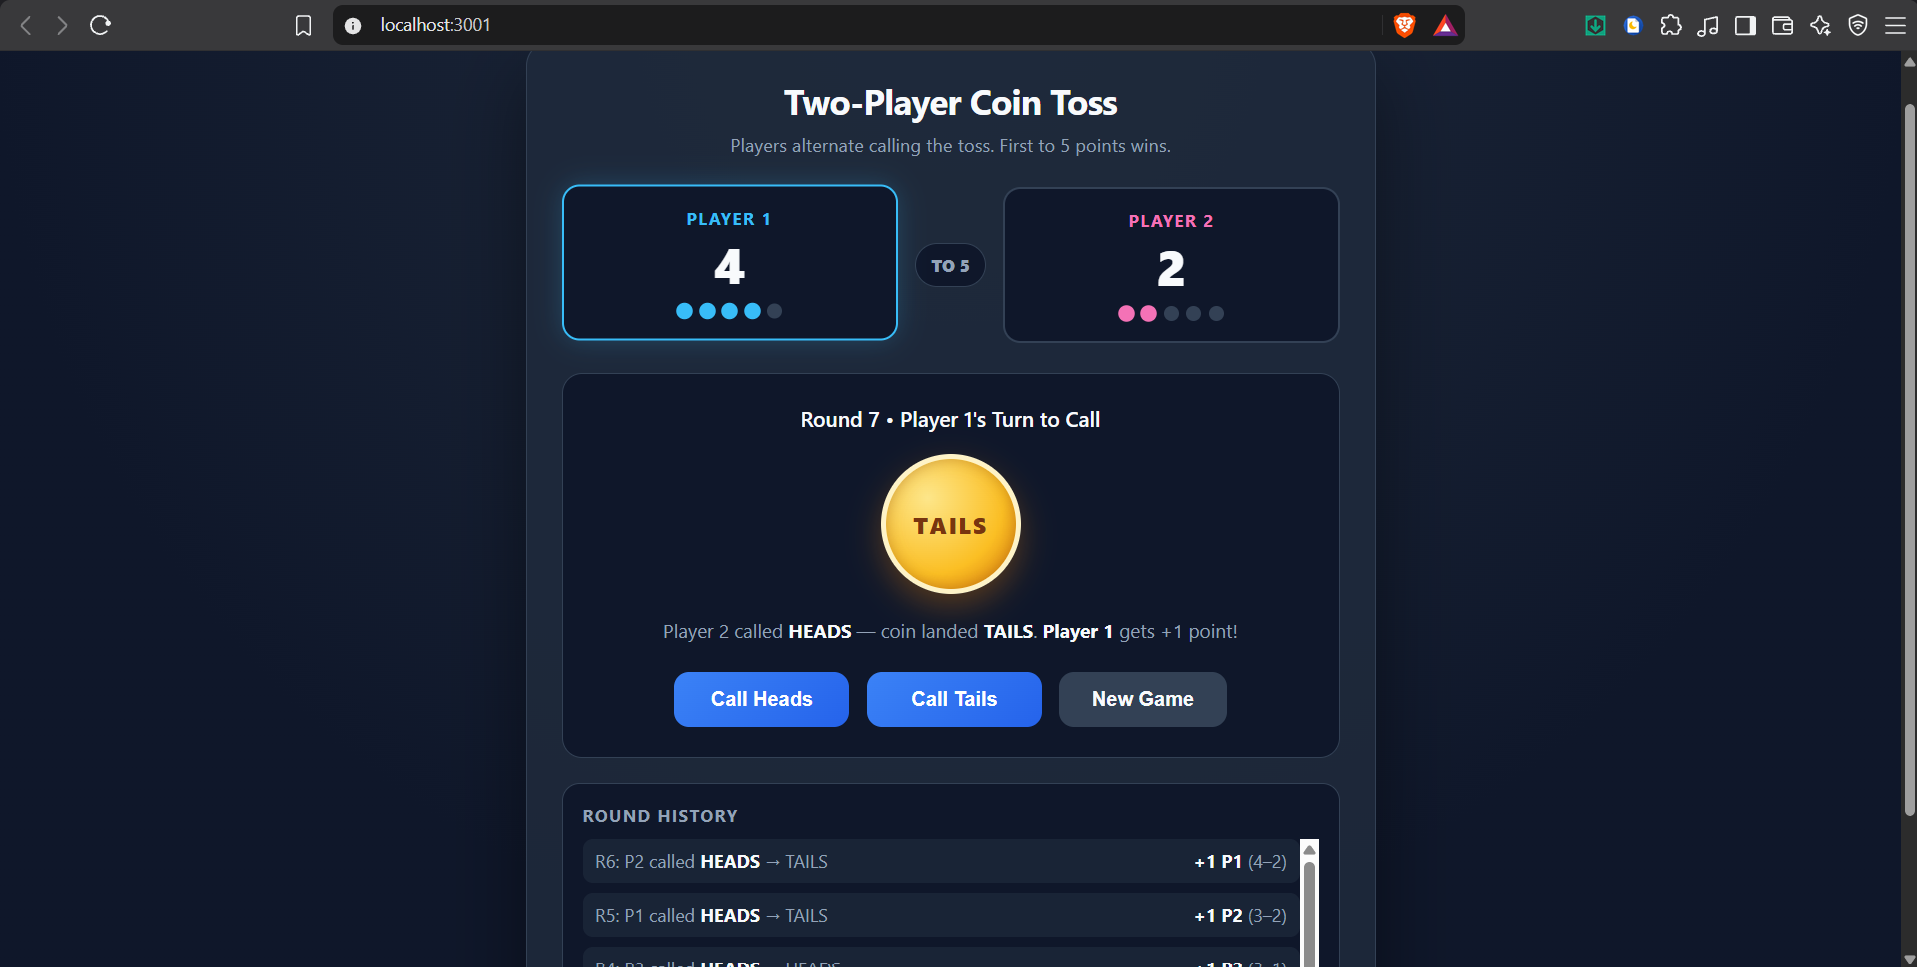 localhost:3001
Two-Player Coin Toss
Players alternate calling the toss. First to 5 points wins.
PLAYER 1
4
TO 5
PLAYER 2
2
Round 7 • Player 1's Turn to Call
TAILS
Player 2 called HEADS — coin landed TAILS. Player 1 gets +1 point!
Call Heads
Call Tails
New Game
ROUND HISTORY
R6: P2 called HEADS → TAILS +1 P1 (4–2)
R5: P1 called HEADS → TAILS +1 P2 (3–2)